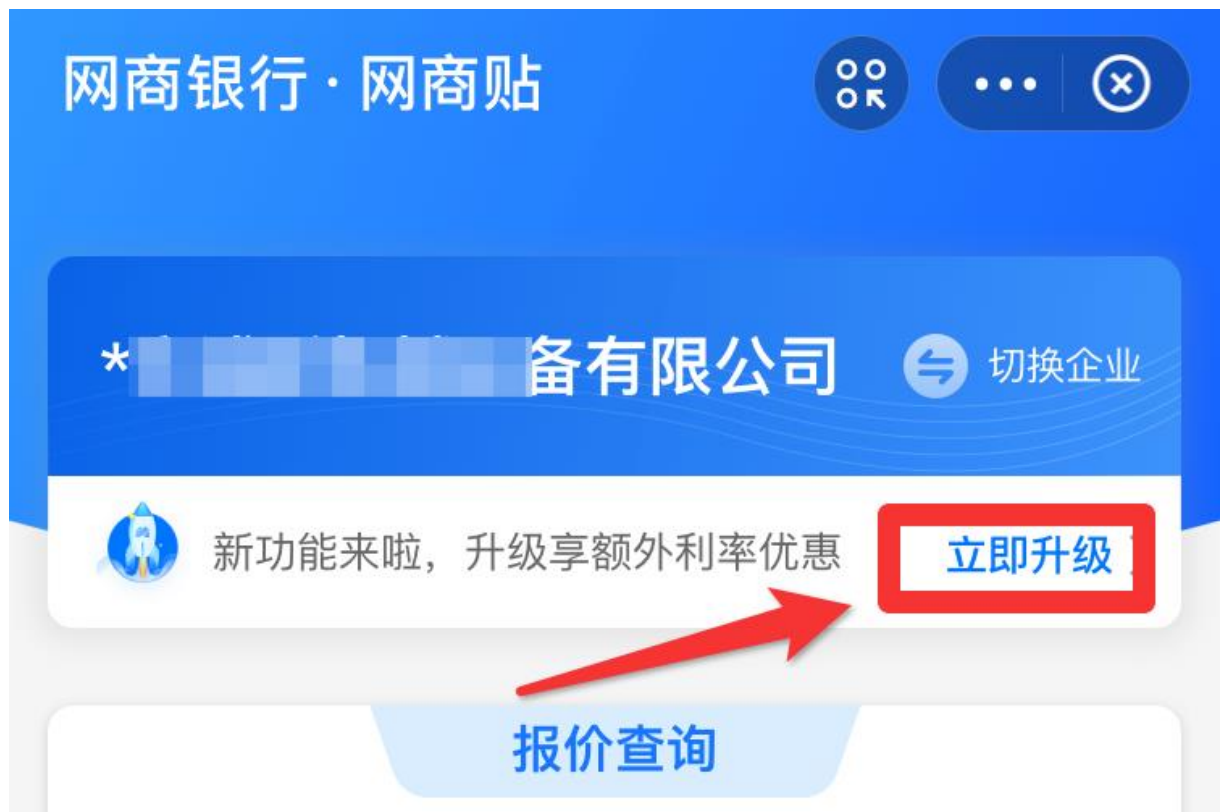 网商银行·网商贴
*备有限公司
切换企业
新功能来啦，升级享额外利率优惠
立即升级
报价查询